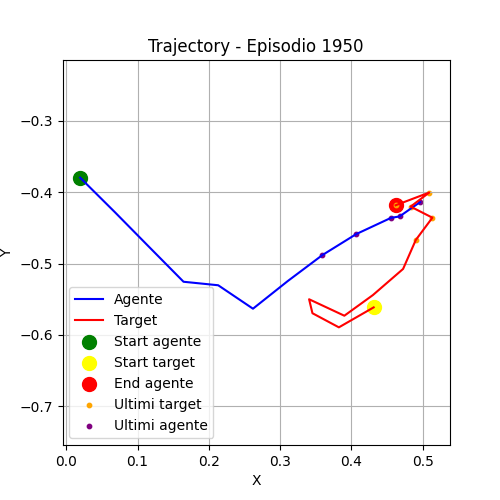 Trajectory - Episodio 1950
Y
−0.3
−0.4
−0.5
−0.6
−0.7
Agente
Target
Start agente
Start target
End agente
Ultimi target
Ultimi agente
0.0 0.1 0.2 0.3 0.4 0.5
X